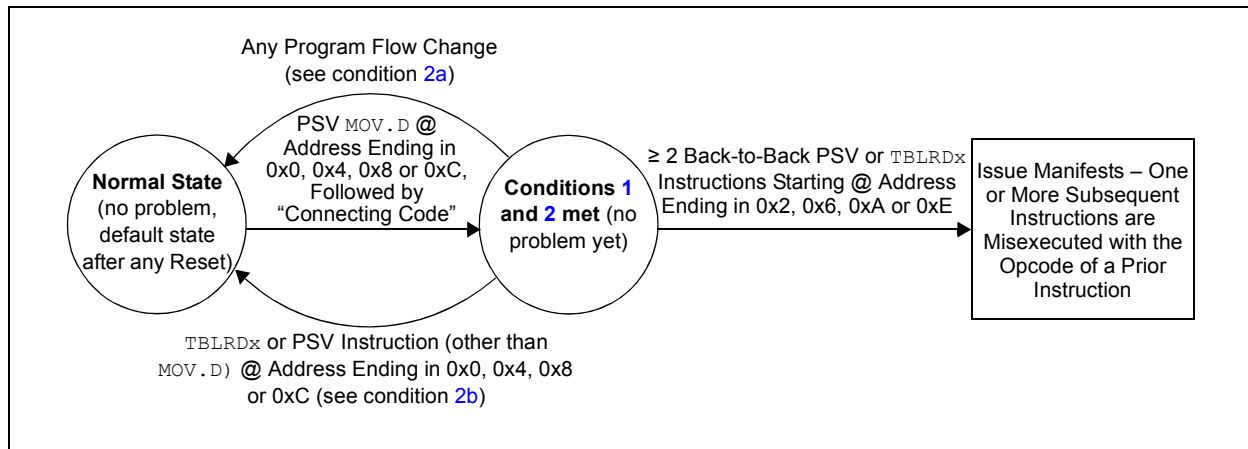 Any Program Flow Change
(see condition 2a)
PSV MOV.D @
Address Ending in
0x0, 0x4, 0x8 or 0xC,
Followed by
“Connecting Code”
Normal State
(no problem,
default state
after any Reset)
Conditions 1
and 2 met (no
problem yet)
≥ 2 Back-to-Back PSV or TBLRDx
Instructions Starting @ Address
Ending in 0x2, 0x6, 0xA or 0xE
Issue Manifests – One
or More Subsequent
Instructions are
Misexecuted with the
Opcode of a Prior
Instruction
TBLRDx or PSV Instruction (other than
MOV.D) @ Address Ending in 0x0, 0x4, 0x8
or 0xC (see condition 2b)